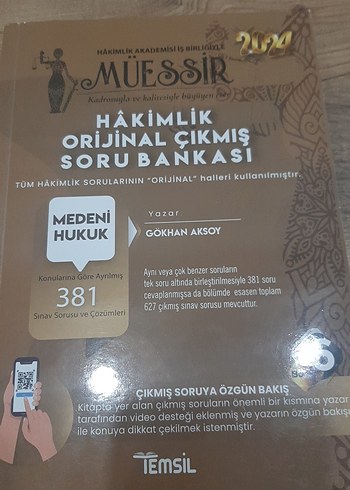 HÂKİMLİK AKADEMİSİ İŞ BİRLİĞİYLE
2024
MÜESSİR
Kadrosuyla ve kalitesiyle büyüyen
HÂKİMLİK
ORİJİNAL ÇIKMIŞ
SORU BANKASI
TÜM HÂKİMLİK SORULARININ "ORİJİNAL" halleri kullanılmıştır.
MEDENİ
HUKUK
Yazar
GÖKHAN AKSOY
Konularına Göre Ayrılmış
381
Sınav Sorusu ve Çözümleri
Aynı veya çok benzer soruların
tek soru altında birleştirilmesiyle 381 soru
cevaplanmışsa da bölümde esasen toplam
627 çıkmış sınav sorusu mevcuttur.
6
ÇIKMIŞ SORUYA ÖZGÜN BAKIŞ
Kitapta yer alan çıkmış soruların önemli bir kısmına yazar
tarafından video desteği eklenmiş ve yazarın özgün bakışı
ile konuya dikkat çekilmek istenmiştir.
TEMSİL